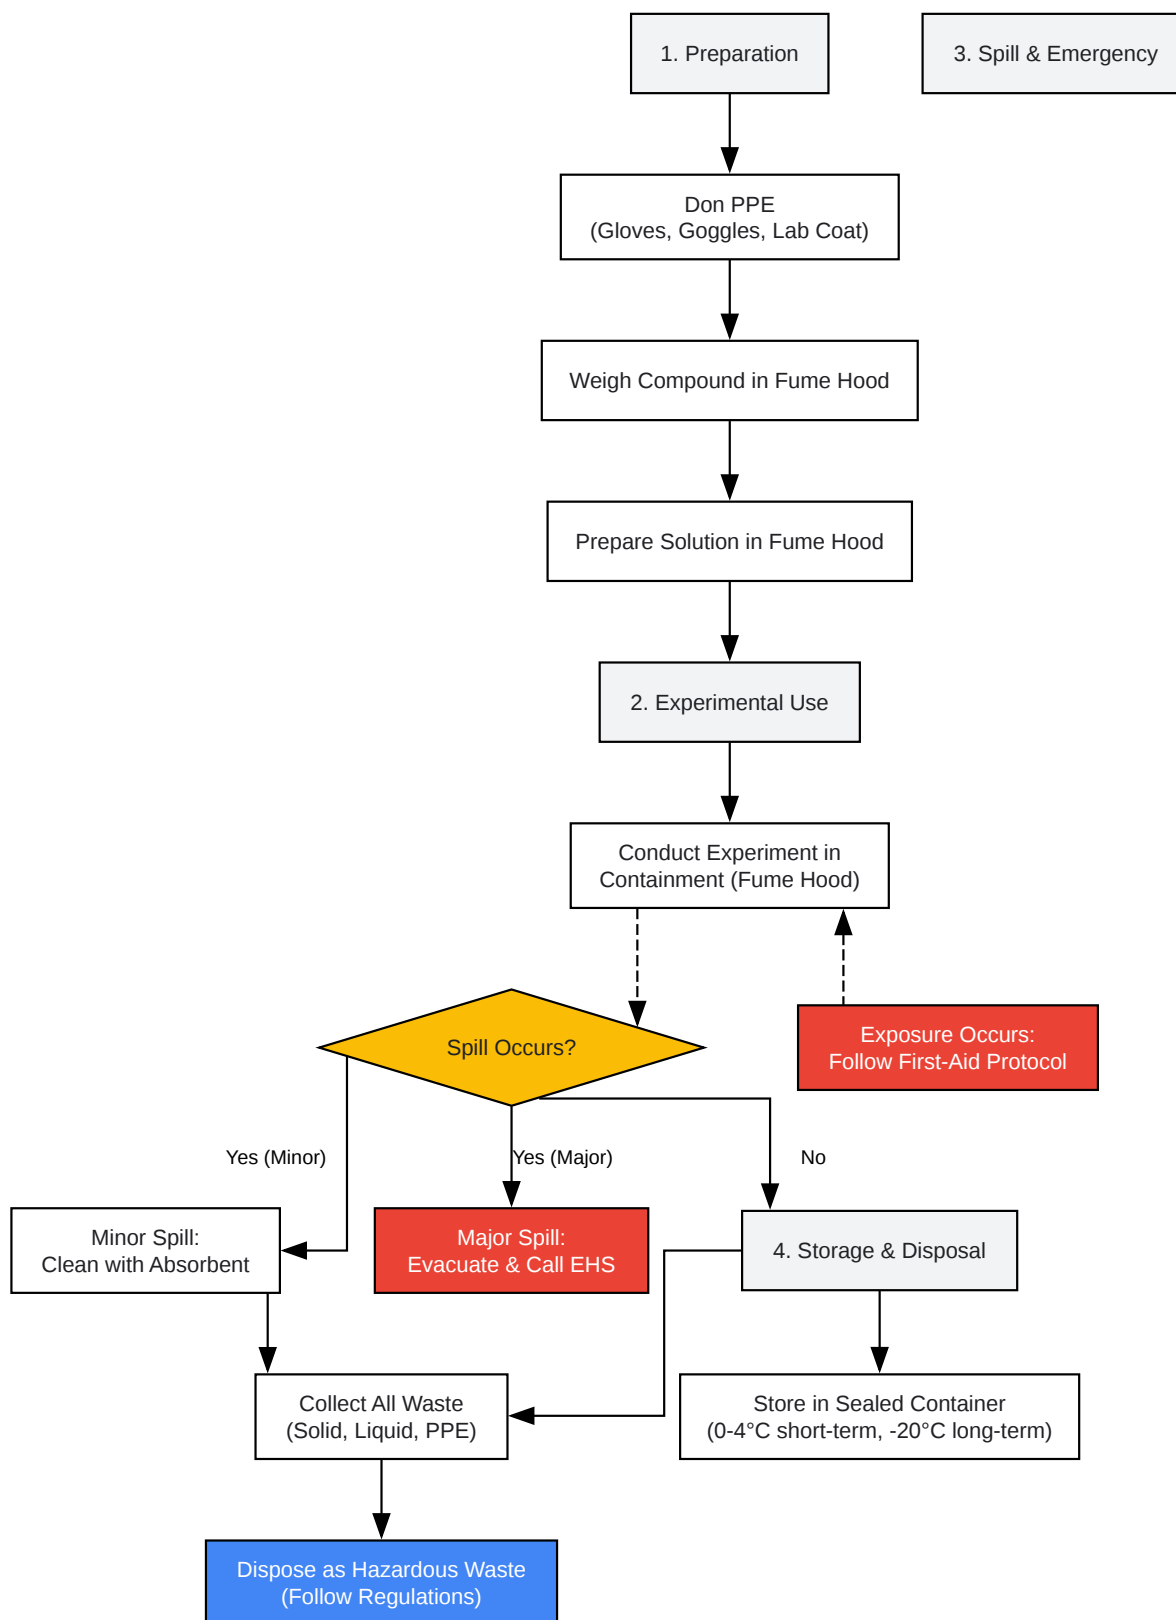 1. Preparation
3. Spill & Emergency
Don PPE
(Gloves, Goggles, Lab Coat)
Weigh Compound in Fume Hood
Prepare Solution in Fume Hood
2. Experimental Use
Conduct Experiment in
Containment (Fume Hood)
Spill Occurs?
Exposure Occurs:
Follow First-Aid Protocol
Yes (Minor)
Yes (Major)
No
Minor Spill:
Clean with Absorbent
Major Spill:
Evacuate & Call EHS
4. Storage & Disposal
Collect All Waste
(Solid, Liquid, PPE)
Store in Sealed Container
(0-4°C short-term, -20°C long-term)
Dispose as Hazardous Waste
(Follow Regulations)